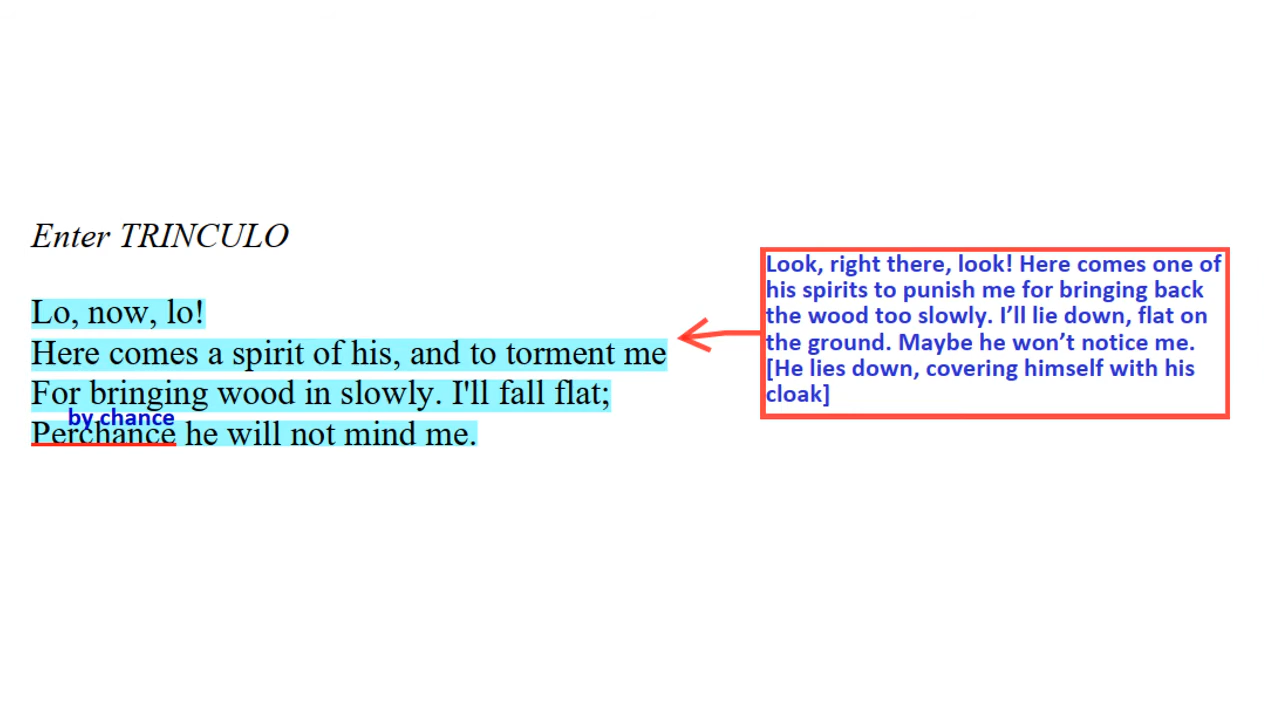 Enter TRINCULO
Lo, now, lo!
Here comes a spirit of his, and to torment me
For bringing wood in slowly. I'll fall flat;
by chance
Perchance he will not mind me.
Look, right there, look! Here comes one of
his spirits to punish me for bringing back
the wood too slowly. I’ll lie down, flat on
the ground. Maybe he won’t notice me.
[He lies down, covering himself with his
cloak]